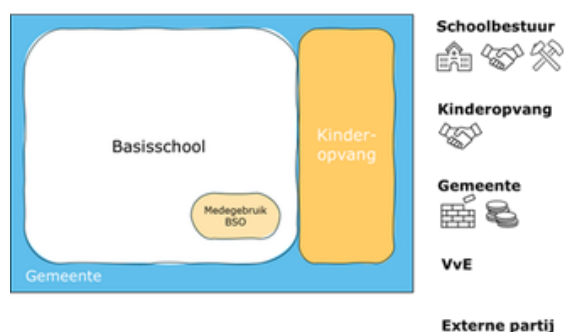 Basisschool
Medegebruik
BSO
Kinder-
opvang
Gemeente
Schoolbestuur
Kinderopvang
Gemeente
VvE
Externe partij